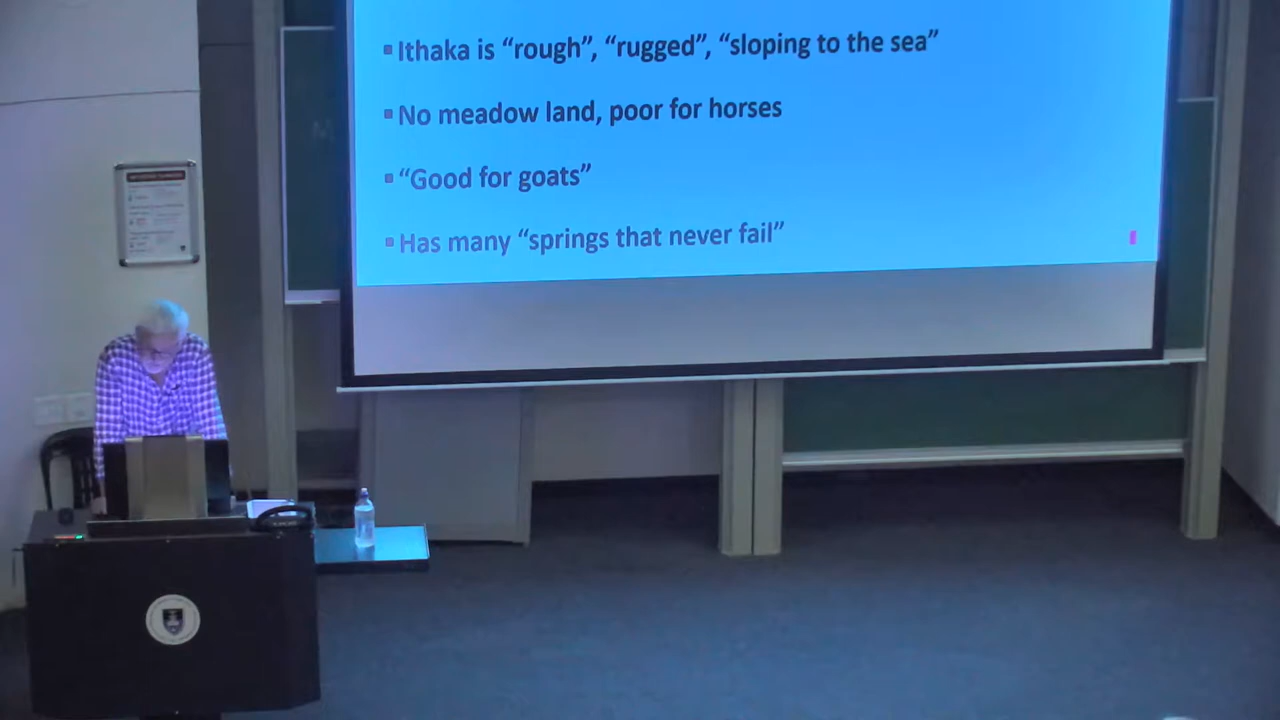 Ithaka is “rough”, “rugged”, “sloping to the sea”
No meadow land, poor for horses
“Good for goats”
Has many “springs that never fail”